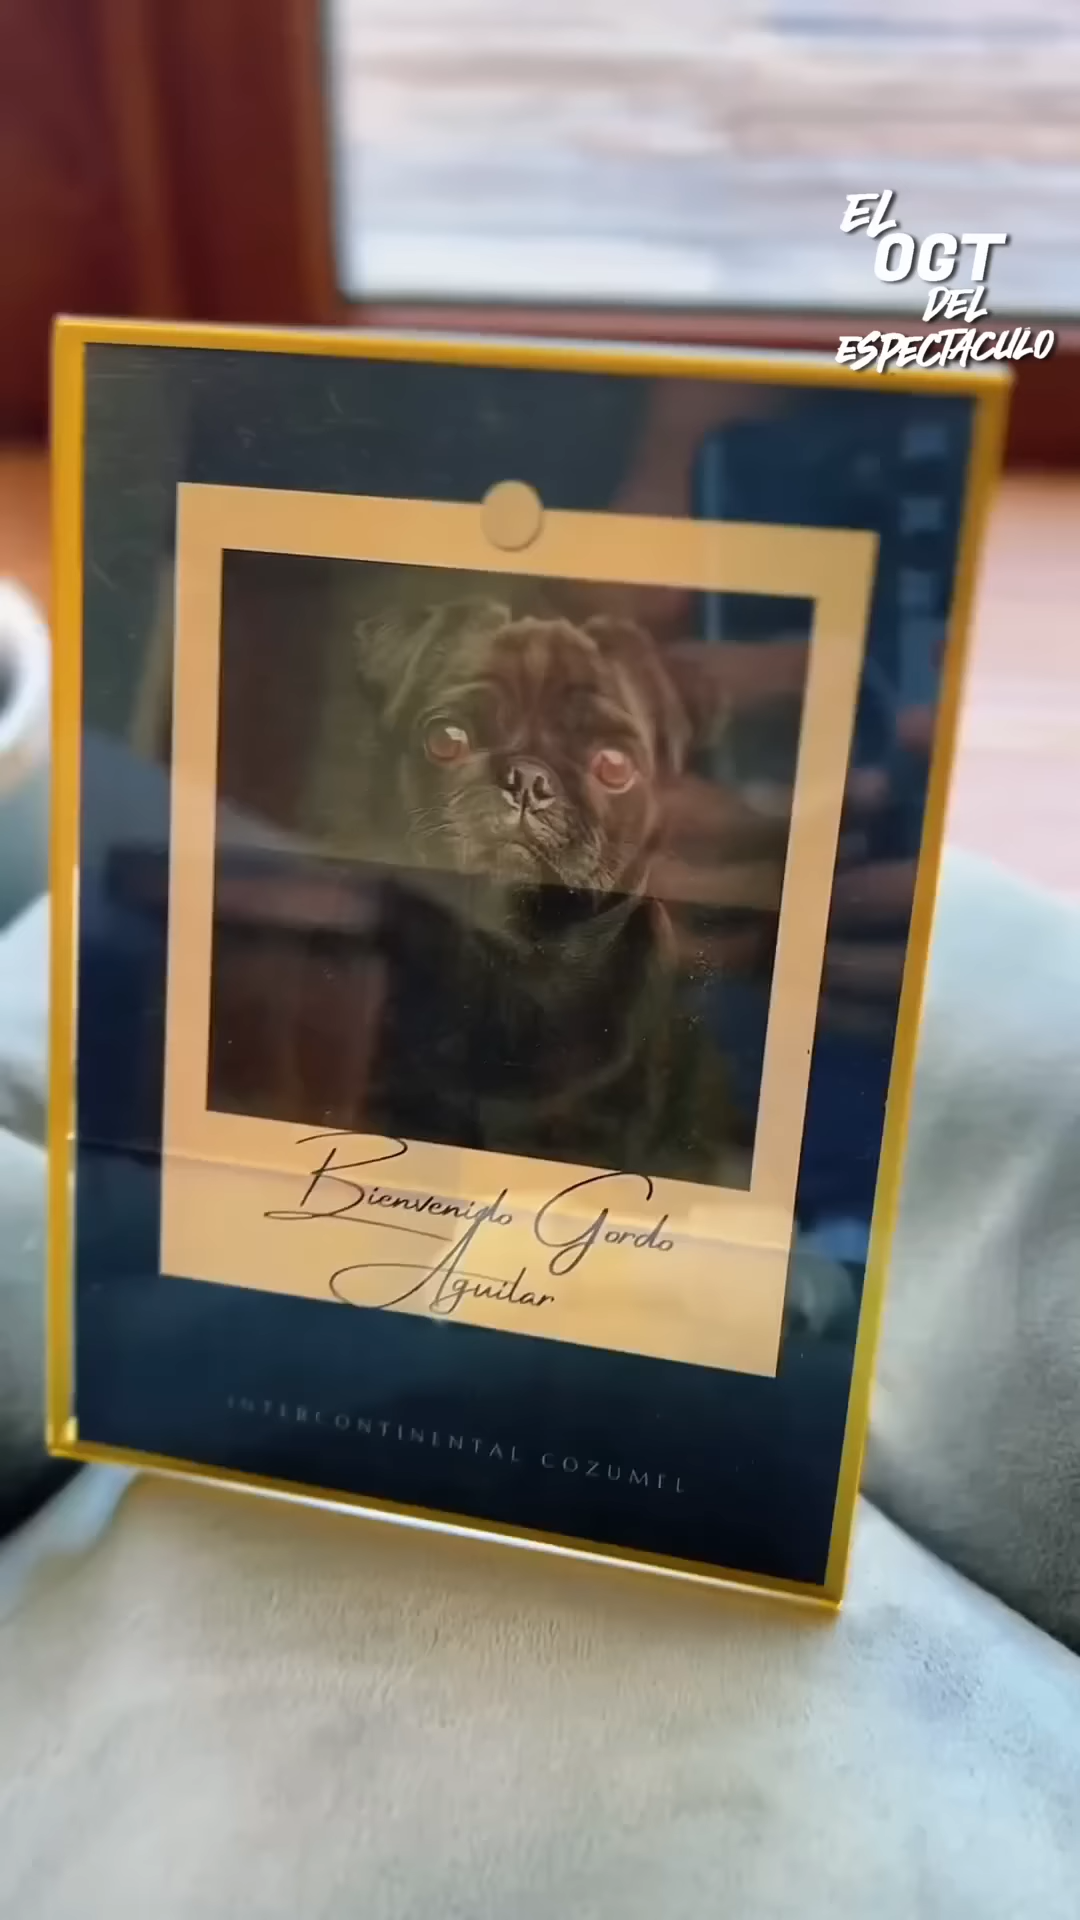 EL
OGT
DEL
ESPECTACULO
Bienvenido Gordo
Aguilar
INTERCONTINENTAL COZUMEL